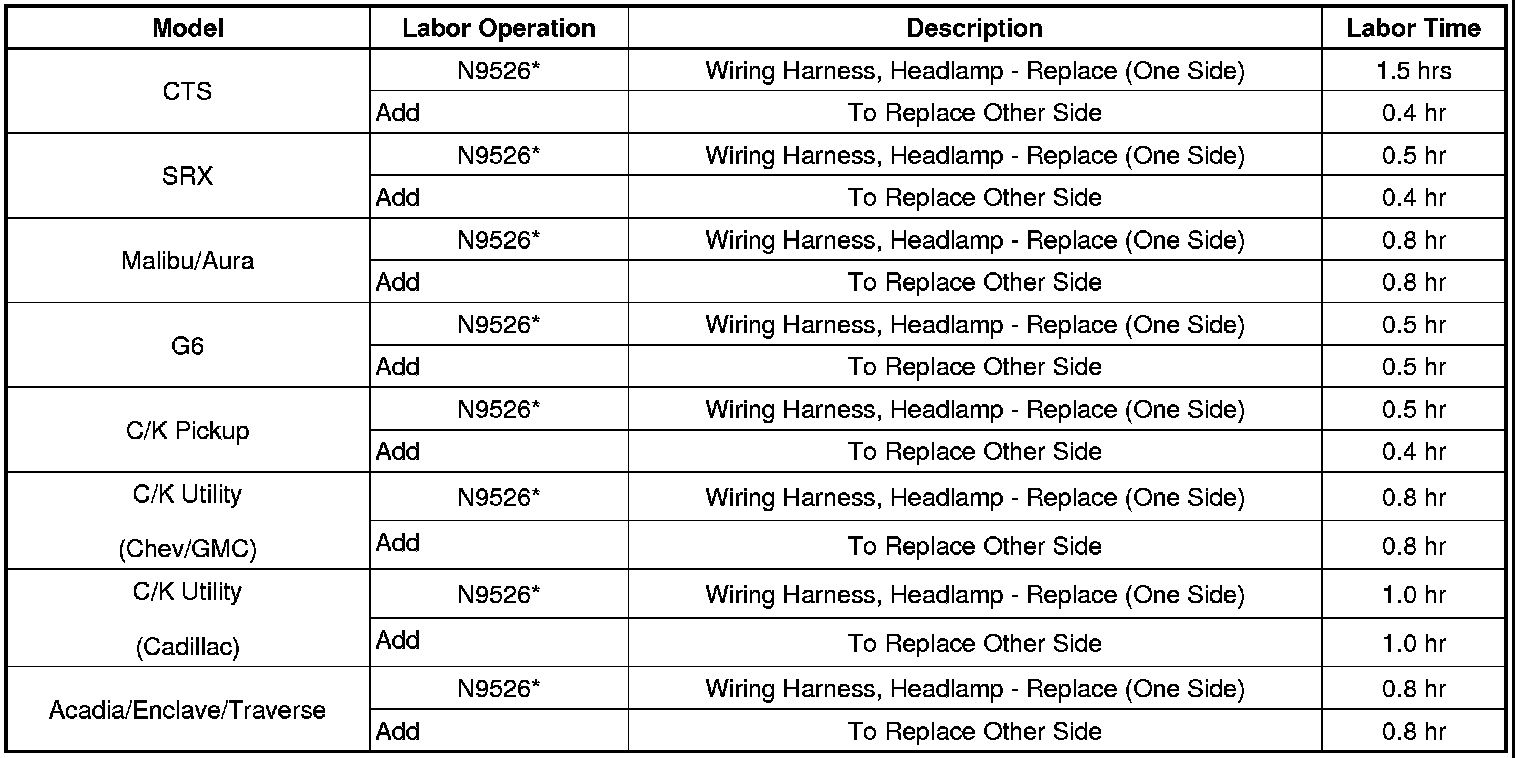 Model Labor Operation Description Labor Time
CTS N9526* Wiring Harness, Headlamp - Replace (One Side) 1.5 hrs
Add To Replace Other Side 0.4 hr
SRX N9526* Wiring Harness, Headlamp - Replace (One Side) 0.5 hr
Add To Replace Other Side 0.4 hr
Malibu/Aura N9526* Wiring Harness, Headlamp - Replace (One Side) 0.8 hr
Add To Replace Other Side 0.8 hr
G6 N9526* Wiring Harness, Headlamp - Replace (One Side) 0.5 hr
Add To Replace Other Side 0.5 hr
C/K Pickup N9526* Wiring Harness, Headlamp - Replace (One Side) 0.5 hr
Add To Replace Other Side 0.4 hr
C/K Utility N9526* Wiring Harness, Headlamp - Replace (One Side) 0.8 hr
(Chev/GMC) Add To Replace Other Side 0.8 hr
C/K Utility N9526* Wiring Harness, Headlamp - Replace (One Side) 1.0 hr
(Cadillac) Add To Replace Other Side 1.0 hr
Acadia/Enclave/Traverse N9526* Wiring Harness, Headlamp - Replace (One Side) 0.8 hr
Add To Replace Other Side 0.8 hr